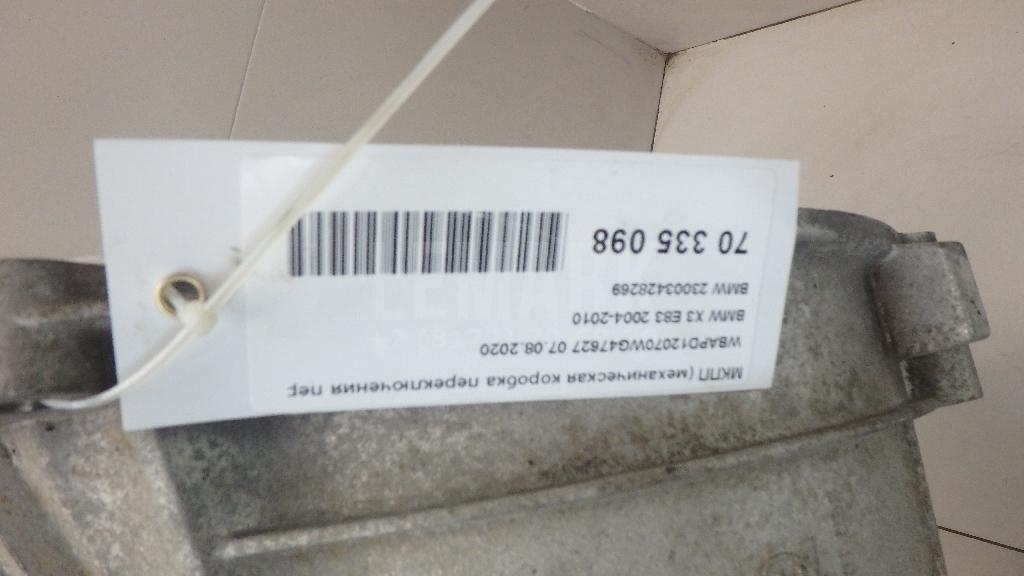 МКПП (механическая коробка переключения пер
WBAPD12070WG47627 07.08.2020
BMW X3 E83 2004-2010
BMW 23003428269
70 335 098
LEMARK